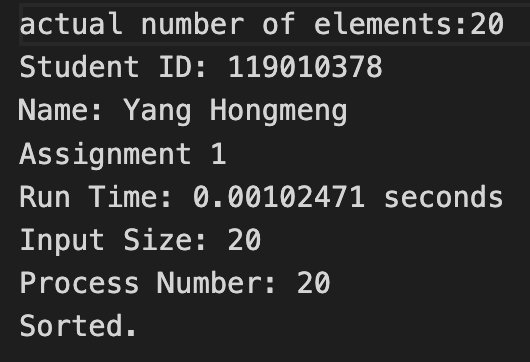 actual number of elements:20
Student ID: 119010378
Name: Yang Hongmeng
Assignment 1
Run Time: 0.00102471 seconds
Input Size: 20
Process Number: 20
Sorted.